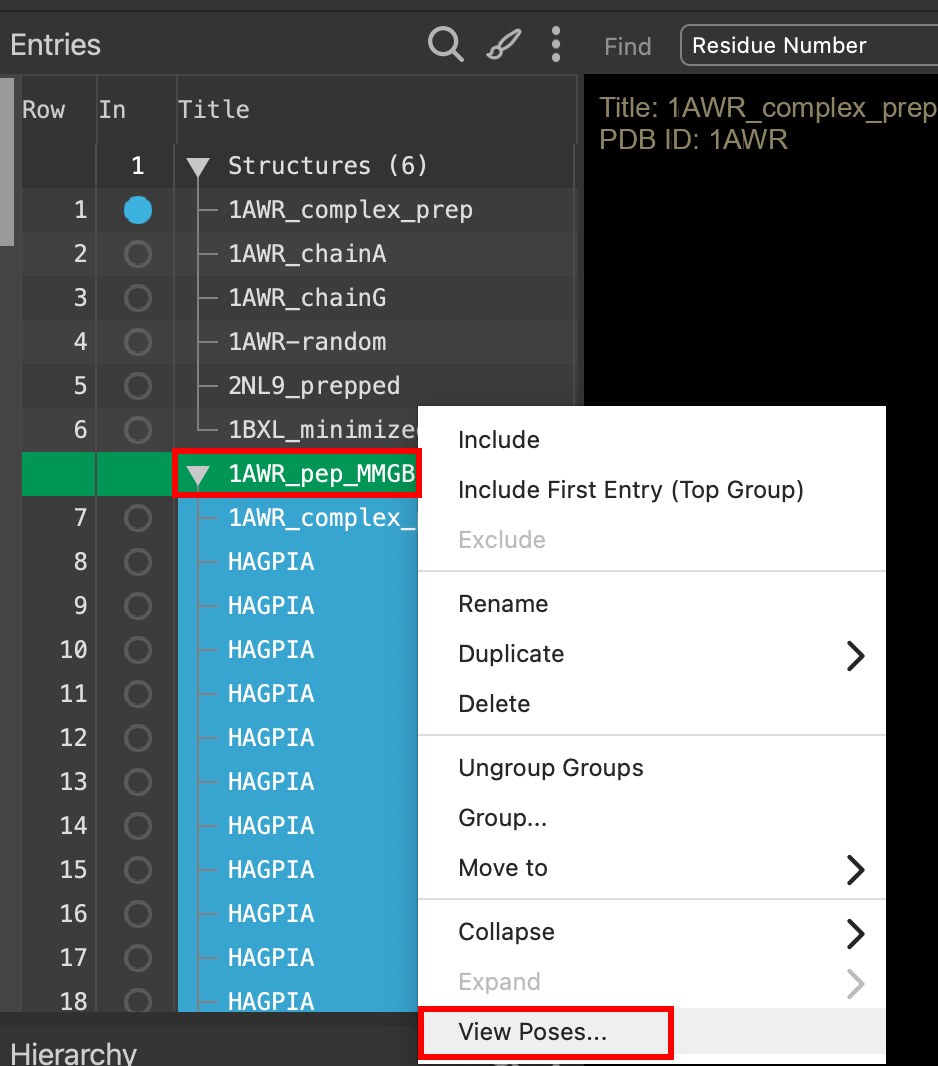 Entries
Find
Residue Number
Row In Title
Title: 1AWR_complex_prep
PDB ID: 1AWR
1 Structures (6)
1 1AWR_complex_prep
2 1AWR_chainA
3 1AWR_chainG
4 1AWR-random
5 2NL9_prepped
6 1BXL_minimize
1AWR_pep_MMGB
7 1AWR_complex_
8 HAGPIA
9 HAGPIA
10 HAGPIA
11 HAGPIA
12 HAGPIA
13 HAGPIA
14 HAGPIA
15 HAGPIA
16 HAGPIA
17 HAGPIA
18 HAGPIA
Include
Include First Entry (Top Group)
Exclude
Rename
Duplicate
Delete
Ungroup Groups
Group...
Move to
Collapse
Expand
View Poses...
Hierarchy